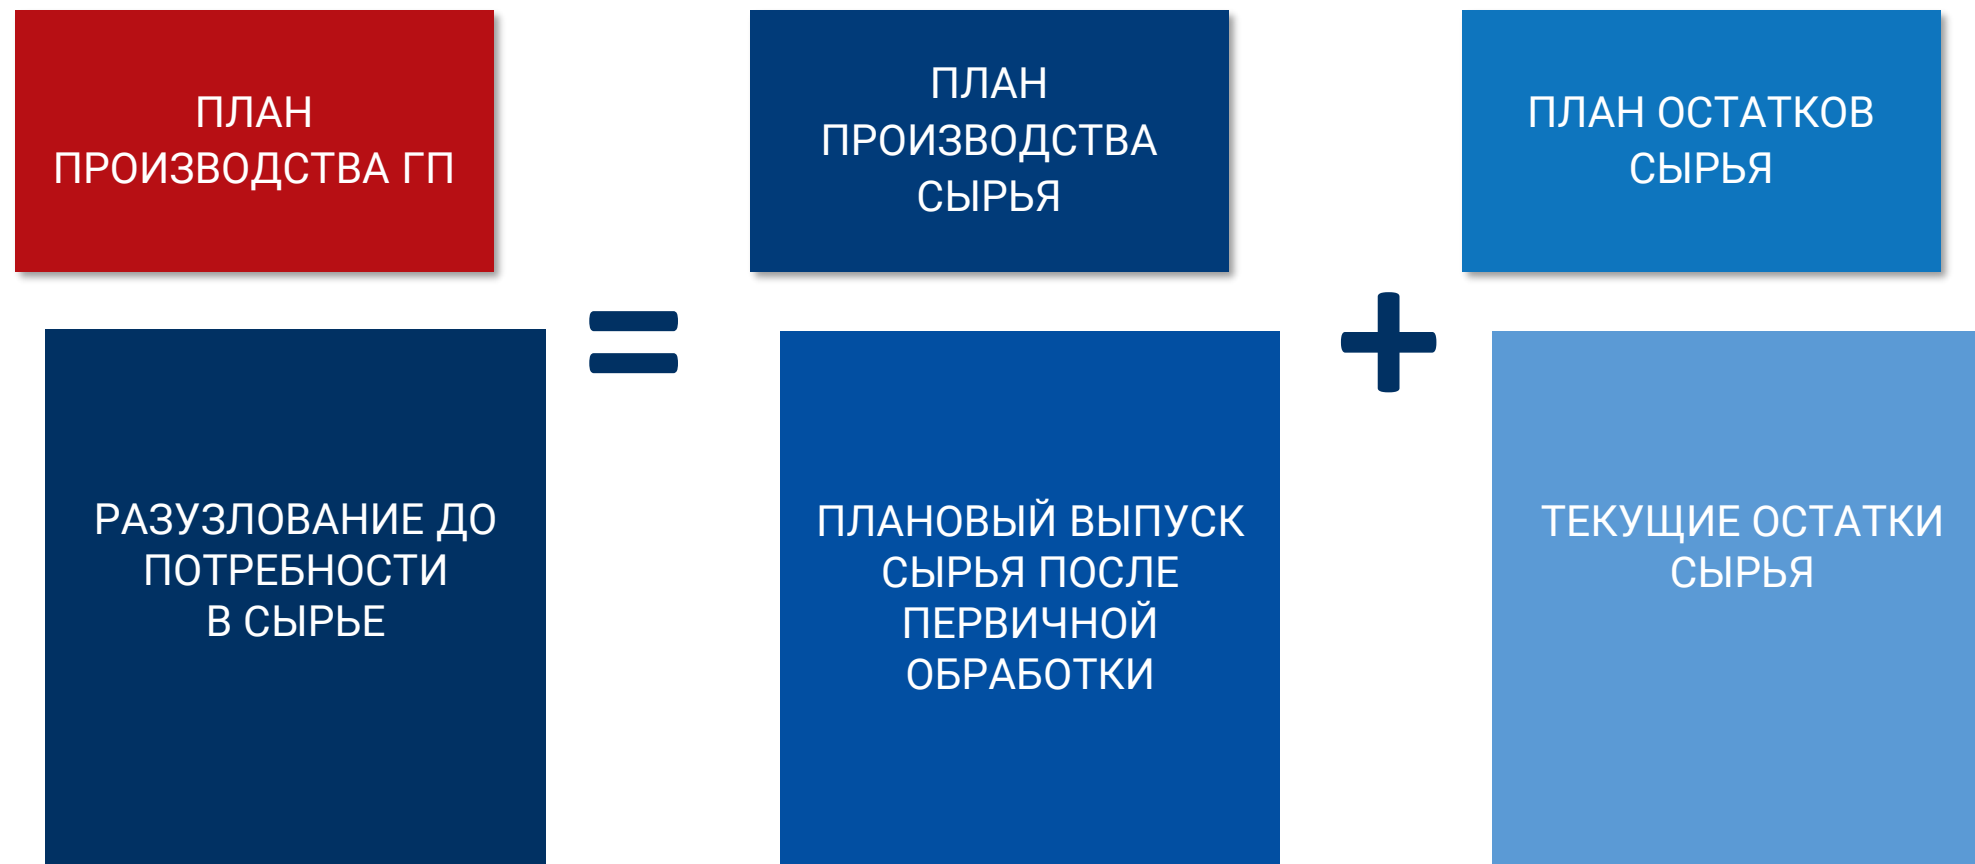 ПЛАН
ПРОИЗВОДСТВА ГП
ПЛАН
ПРОИЗВОДСТВА
СЫРЬЯ
ПЛАН ОСТАТКОВ
СЫРЬЯ
=
+
РАЗУЗЛОВАНИЕ ДО
ПОТРЕБНОСТИ
В СЫРЬЕ
ПЛАНОВЫЙ ВЫПУСК
СЫРЬЯ ПОСЛЕ
ПЕРВИЧНОЙ
ОБРАБОТКИ
ТЕКУЩИЕ ОСТАТКИ
СЫРЬЯ